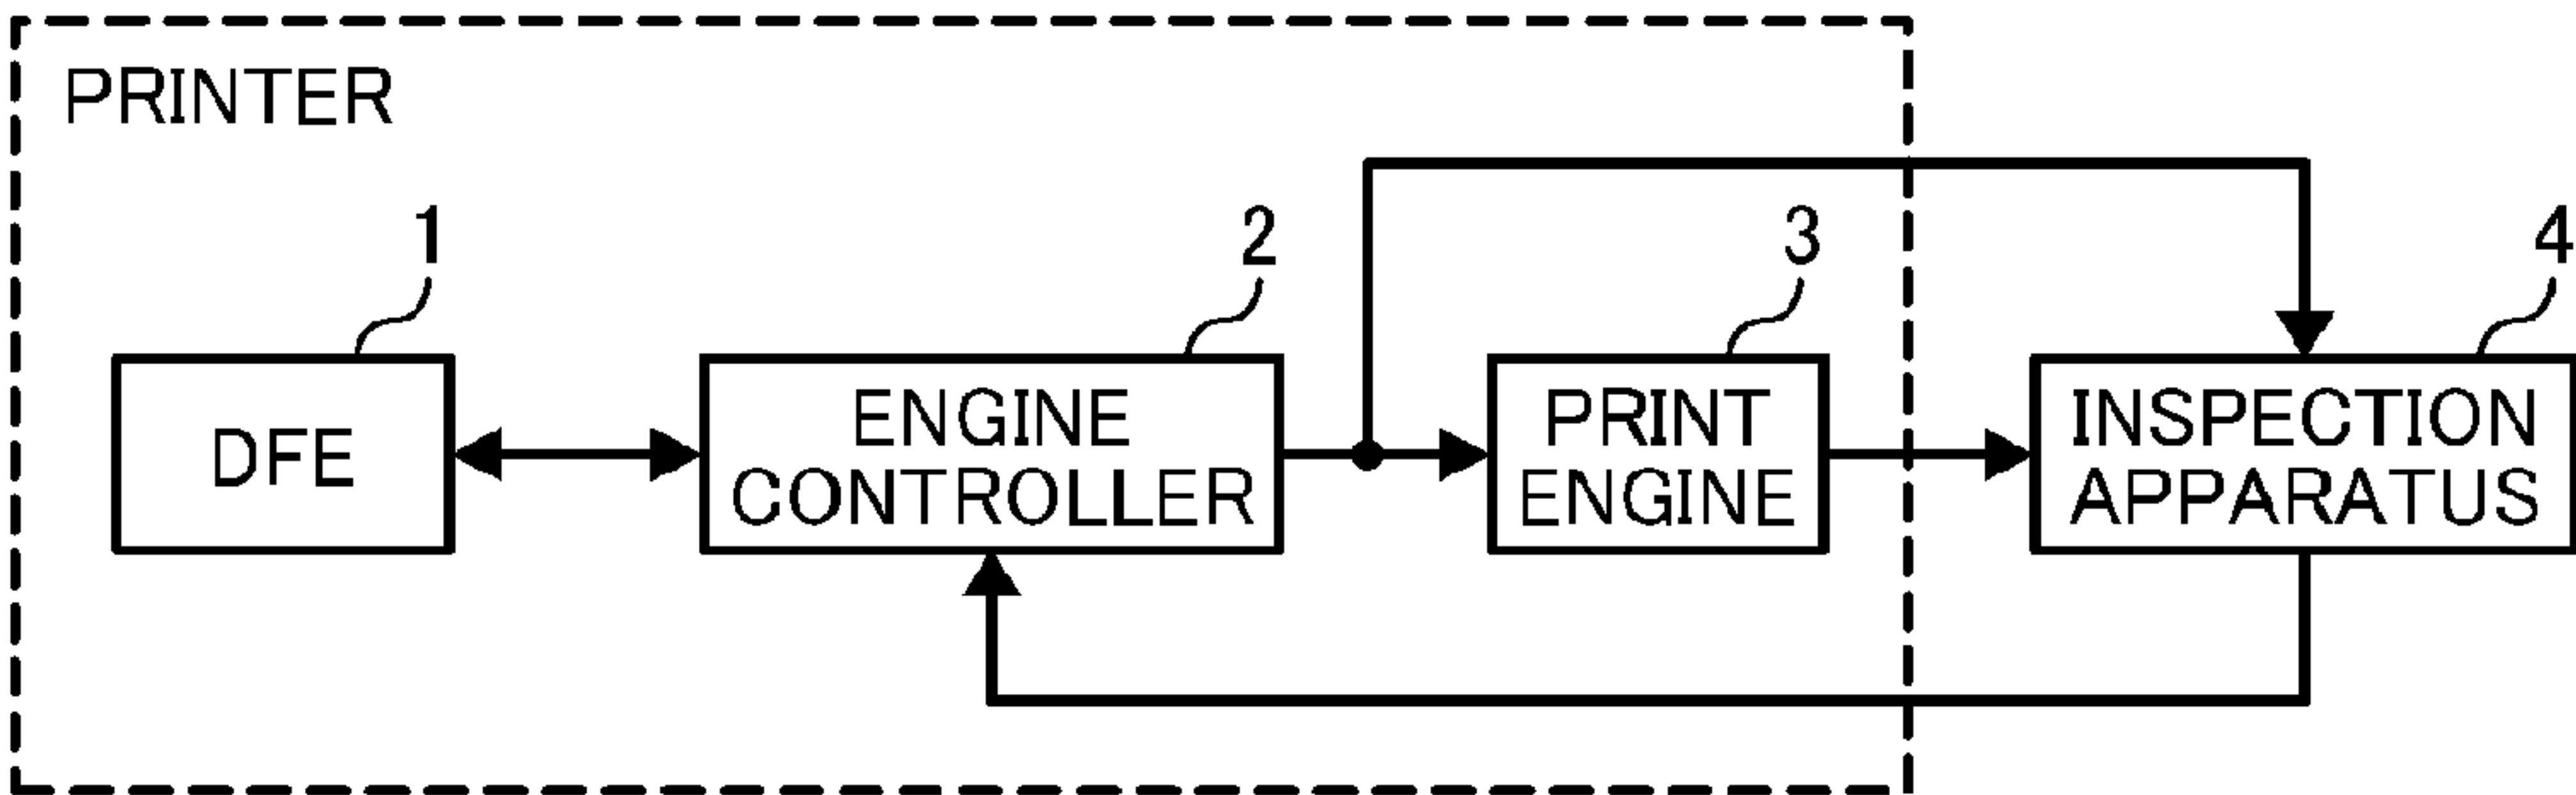 PRINTER
1
2
3
4
DFE
ENGINE
CONTROLLER
PRINT
ENGINE
INSPECTION
APPARATUS